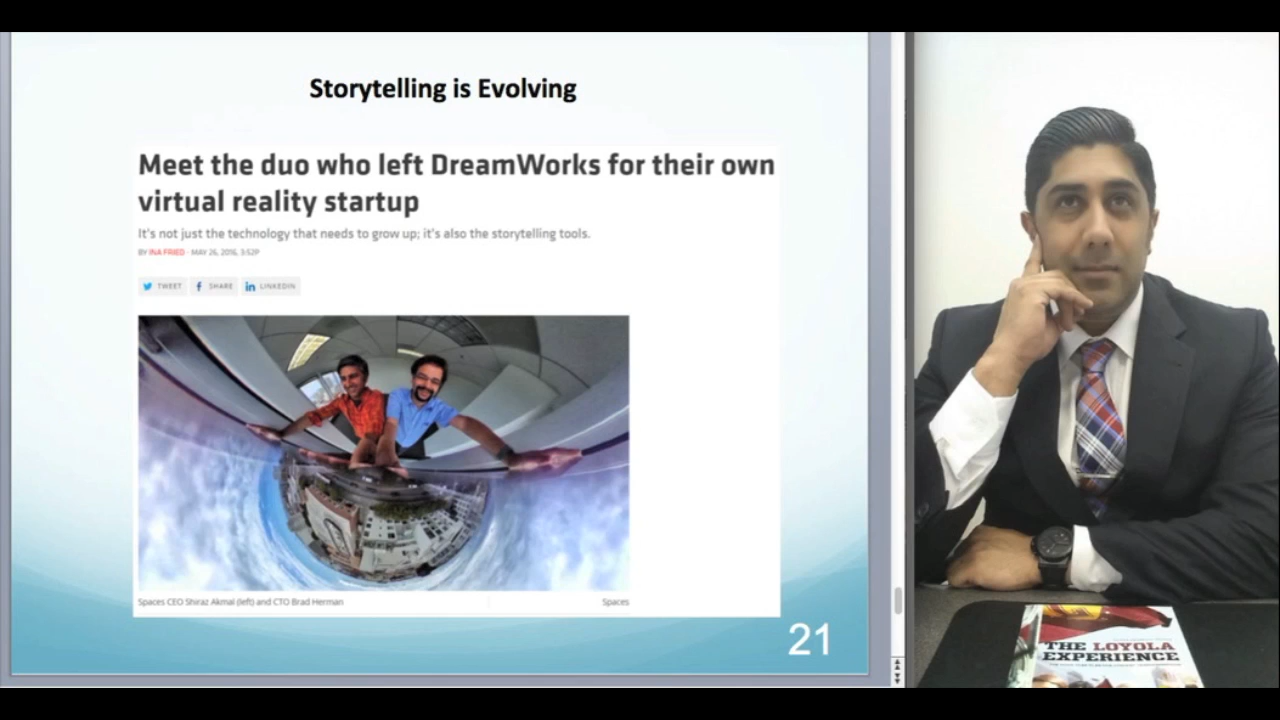 Storytelling is Evolving
Meet the duo who left DreamWorks for their own
virtual reality startup
It's not just the technology that needs to grow up; it's also the storytelling tools.
BY INA FRIED - MAY 26, 2016, 3:52P
TWEET
SHARE
LINKEDIN
Spaces CEO Shiraz Akmal (left) and CTO Brad Herman
Spaces
21
THE LOYOLA
EXPERIENCE